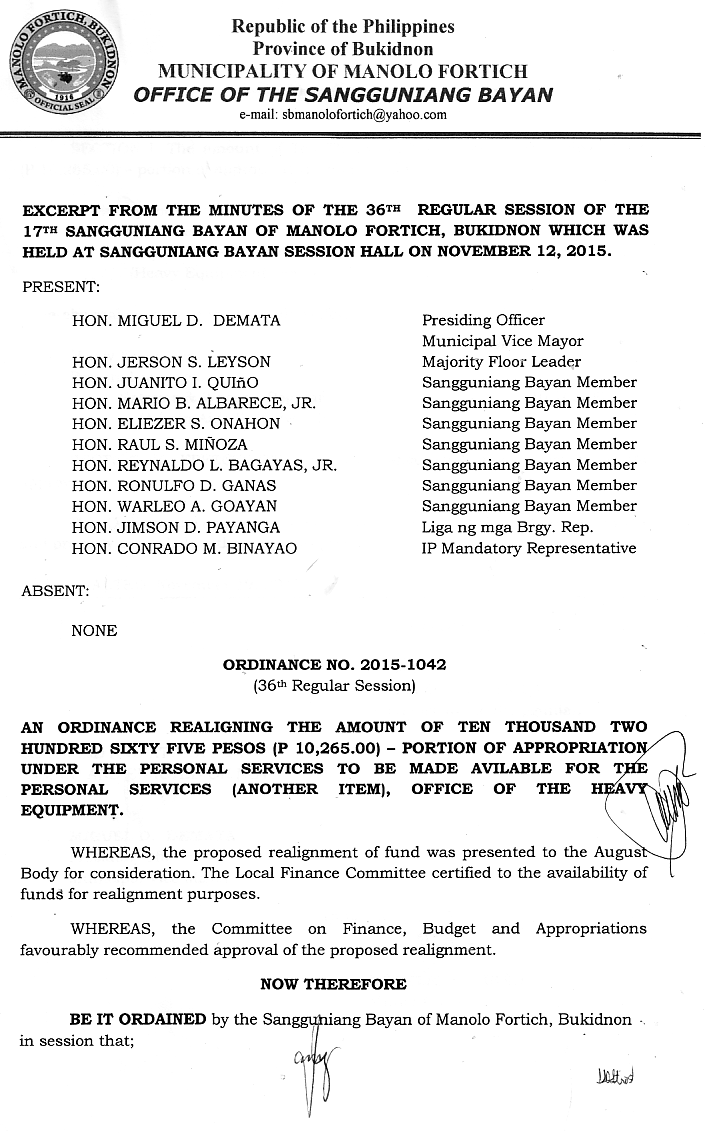 MANOLO FORTICH, BUKIDNON
1916
OFFICIAL SEAL
Republic of the Philippines
Province of Bukidnon
MUNICIPALITY OF MANOLO FORTICH
OFFICE OF THE SANGGUNIANG BAYAN
e-mail: sbmanolofortich@yahoo.com
EXCERPT FROM THE MINUTES OF THE 36TH REGULAR SESSION OF THE
17TH SANGGUNIANG BAYAN OF MANOLO FORTICH, BUKIDNON WHICH WAS
HELD AT SANGGUNIANG BAYAN SESSION HALL ON NOVEMBER 12, 2015.
PRESENT:
HON. MIGUEL D. DEMATA Presiding Officer
Municipal Vice Mayor
HON. JERSON S. LEYSON Majority Floor Leader
HON. JUANITO I. QUIñO Sangguniang Bayan Member
HON. MARIO B. ALBARECE, JR. Sangguniang Bayan Member
HON. ELIEZER S. ONAHON Sangguniang Bayan Member
HON. RAUL S. MIÑOZA Sangguniang Bayan Member
HON. REYNALDO L. BAGAYAS, JR. Sangguniang Bayan Member
HON. RONULFO D. GANAS Sangguniang Bayan Member
HON. WARLEO A. GOAYAN Sangguniang Bayan Member
HON. JIMSON D. PAYANGA Liga ng mga Brgy. Rep.
HON. CONRADO M. BINAYAO IP Mandatory Representative
ABSENT:
NONE
ORDINANCE NO. 2015-1042
(36th Regular Session)
AN ORDINANCE REALIGNING THE AMOUNT OF TEN THOUSAND TWO
HUNDRED SIXTY FIVE PESOS (P 10,265.00) – PORTION OF APPROPRIATION
UNDER THE PERSONAL SERVICES TO BE MADE AVILABLE FOR THE
PERSONAL SERVICES (ANOTHER ITEM), OFFICE OF THE HEAVY
EQUIPMENT.
WHEREAS, the proposed realignment of fund was presented to the August
Body for consideration. The Local Finance Committee certified to the availability of
funds for realignment purposes.
WHEREAS, the Committee on Finance, Budget and Appropriations
favourably recommended approval of the proposed realignment.
NOW THEREFORE
BE IT ORDAINED by the Sangguniang Bayan of Manolo Fortich, Bukidnon
in session that;